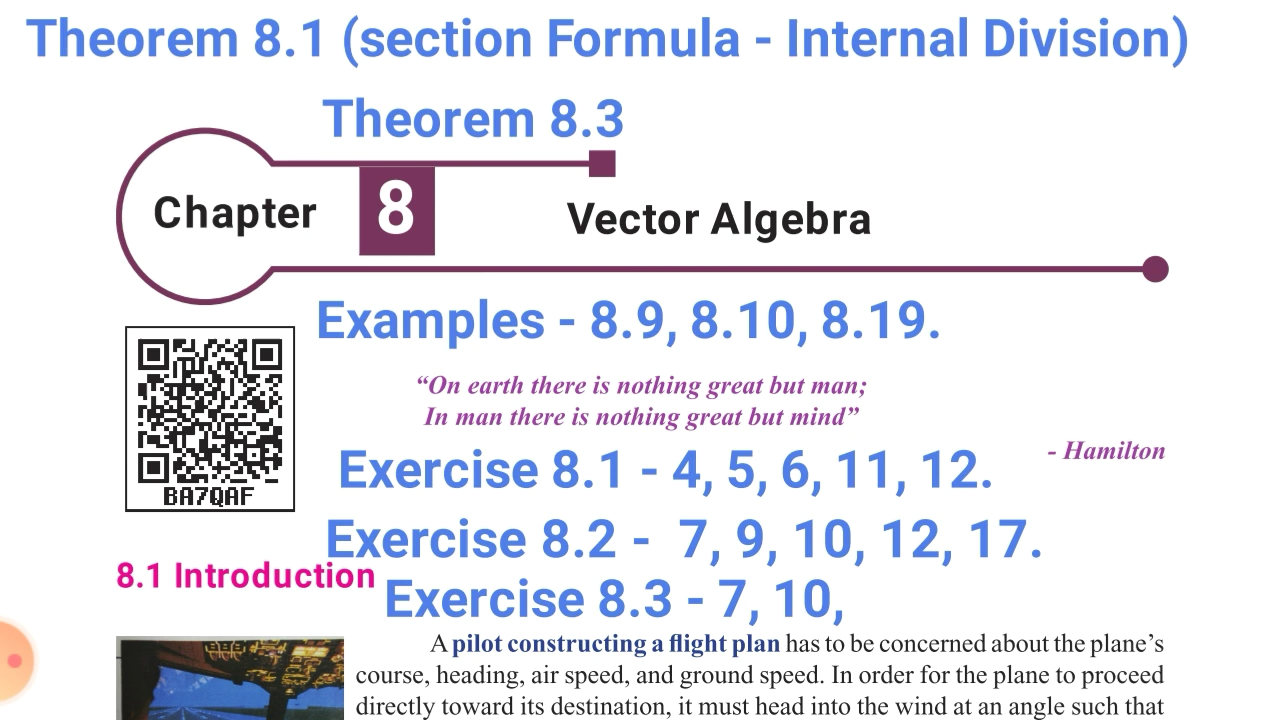 Theorem 8.1 (section Formula - Internal Division)
Theorem 8.3
Chapter 8 Vector Algebra
Examples - 8.9, 8.10, 8.19.
“On earth there is nothing great but man;
In man there is nothing great but mind”
- Hamilton
Exercise 8.1 - 4, 5, 6, 11, 12.
BA7QAF
Exercise 8.2 - 7, 9, 10, 12, 17.
8.1 Introduction
Exercise 8.3 - 7, 10,
A pilot constructing a flight plan has to be concerned about the plane’s
course, heading, air speed, and ground speed. In order for the plane to proceed
directly toward its destination, it must head into the wind at an angle such that